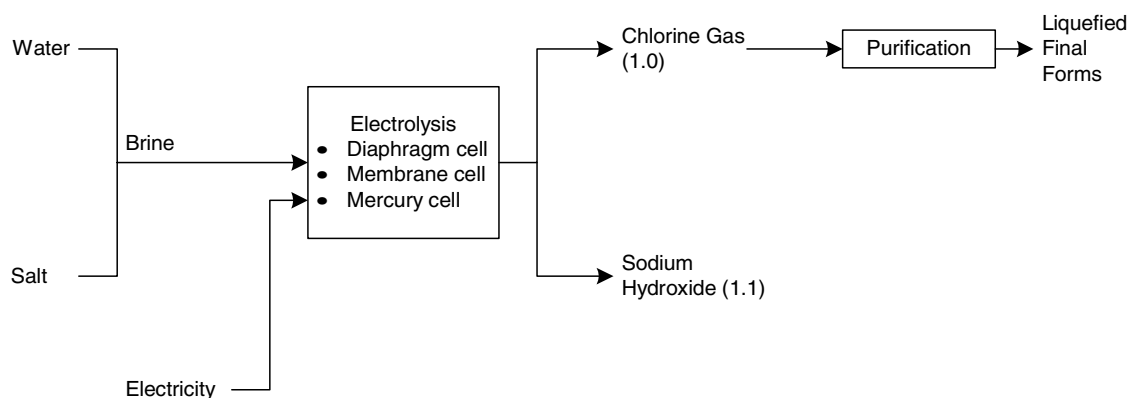 Water
Salt
Brine
Electricity
Electrolysis
• Diaphragm cell
• Membrane cell
• Mercury cell
Chlorine Gas
(1.0)
Sodium
Hydroxide (1.1)
Purification
Liquefied
Final
Forms